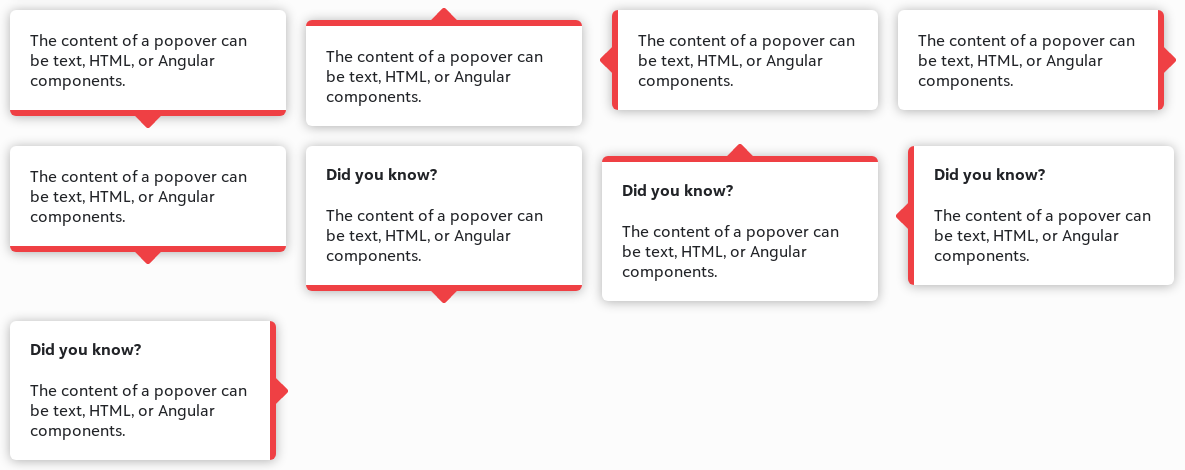 The content of a popover can
be text, HTML, or Angular
components.
The content of a popover can
be text, HTML, or Angular
components.
The content of a popover can
be text, HTML, or Angular
components.
The content of a popover can
be text, HTML, or Angular
components.
The content of a popover can
be text, HTML, or Angular
components.
Did you know?
The content of a popover can
be text, HTML, or Angular
components.
Did you know?
The content of a popover can
be text, HTML, or Angular
components.
Did you know?
The content of a popover can
be text, HTML, or Angular
components.
Did you know?
The content of a popover can
be text, HTML, or Angular
components.